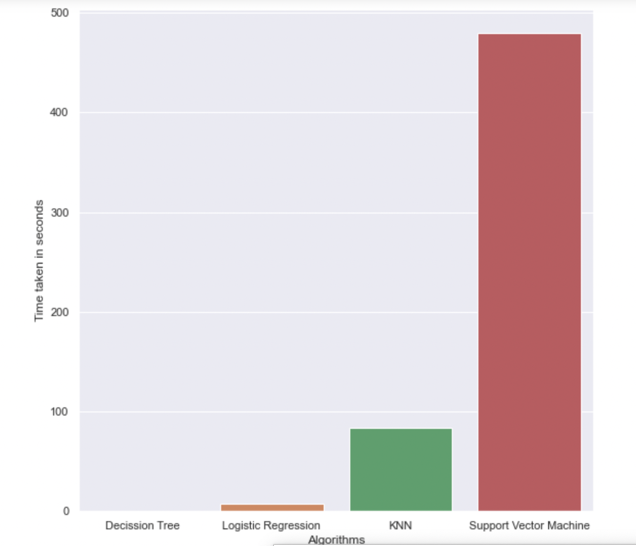 500
400
300
200
100
0
Time taken in seconds
Decission Tree
Logistic Regression
KNN
Support Vector Machine
Algorithms